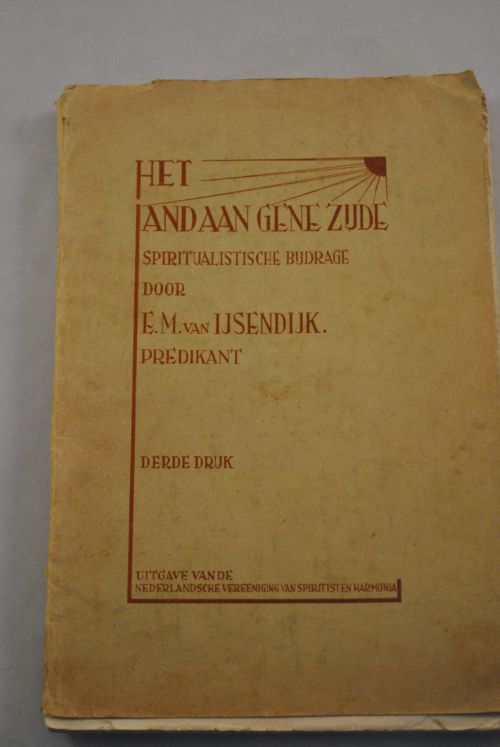 HET
LAND AAN GENE ZIJDE
SPIRITUALISTISCHE BIJDRAGE
DOOR
E.M. VAN IJSENDIJK.
PREDIKANT
DERDE DRUK
UITGAVE VAN DE
NEDERLANDSCHE VEREENIGING VAN SPIRITISTEN HARMONIA